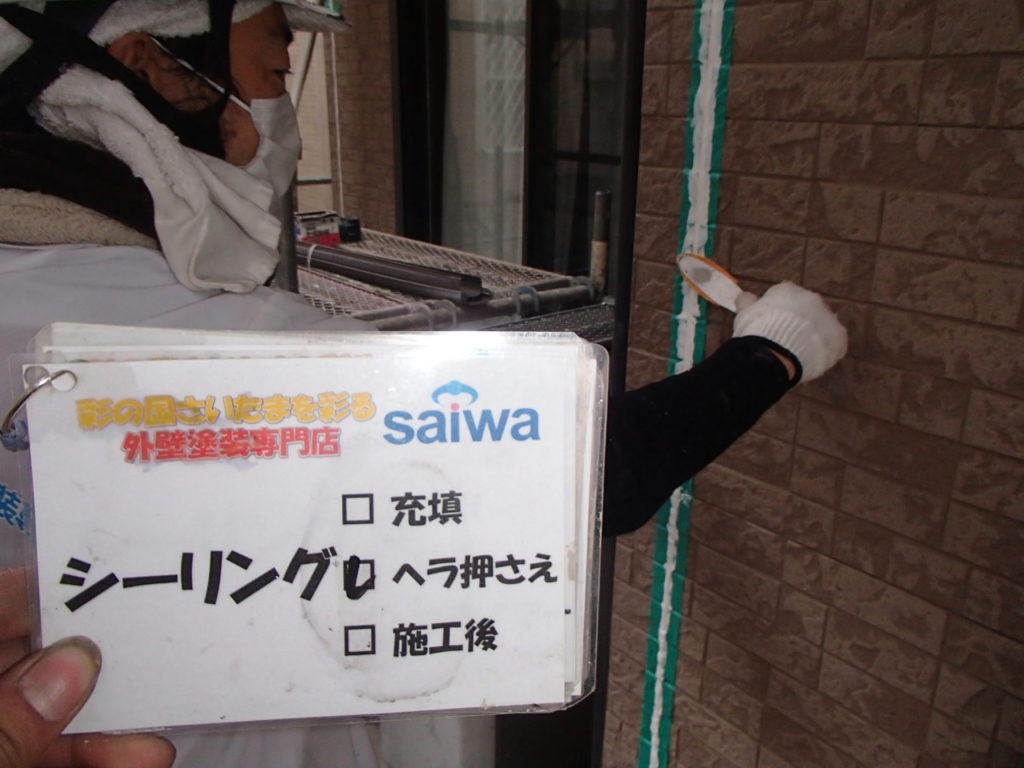 彩の国さいたまを彩る
外壁塗装専門店
saiwa
□ 充填
シーリング □ ヘラ押さえ
□ 施工後